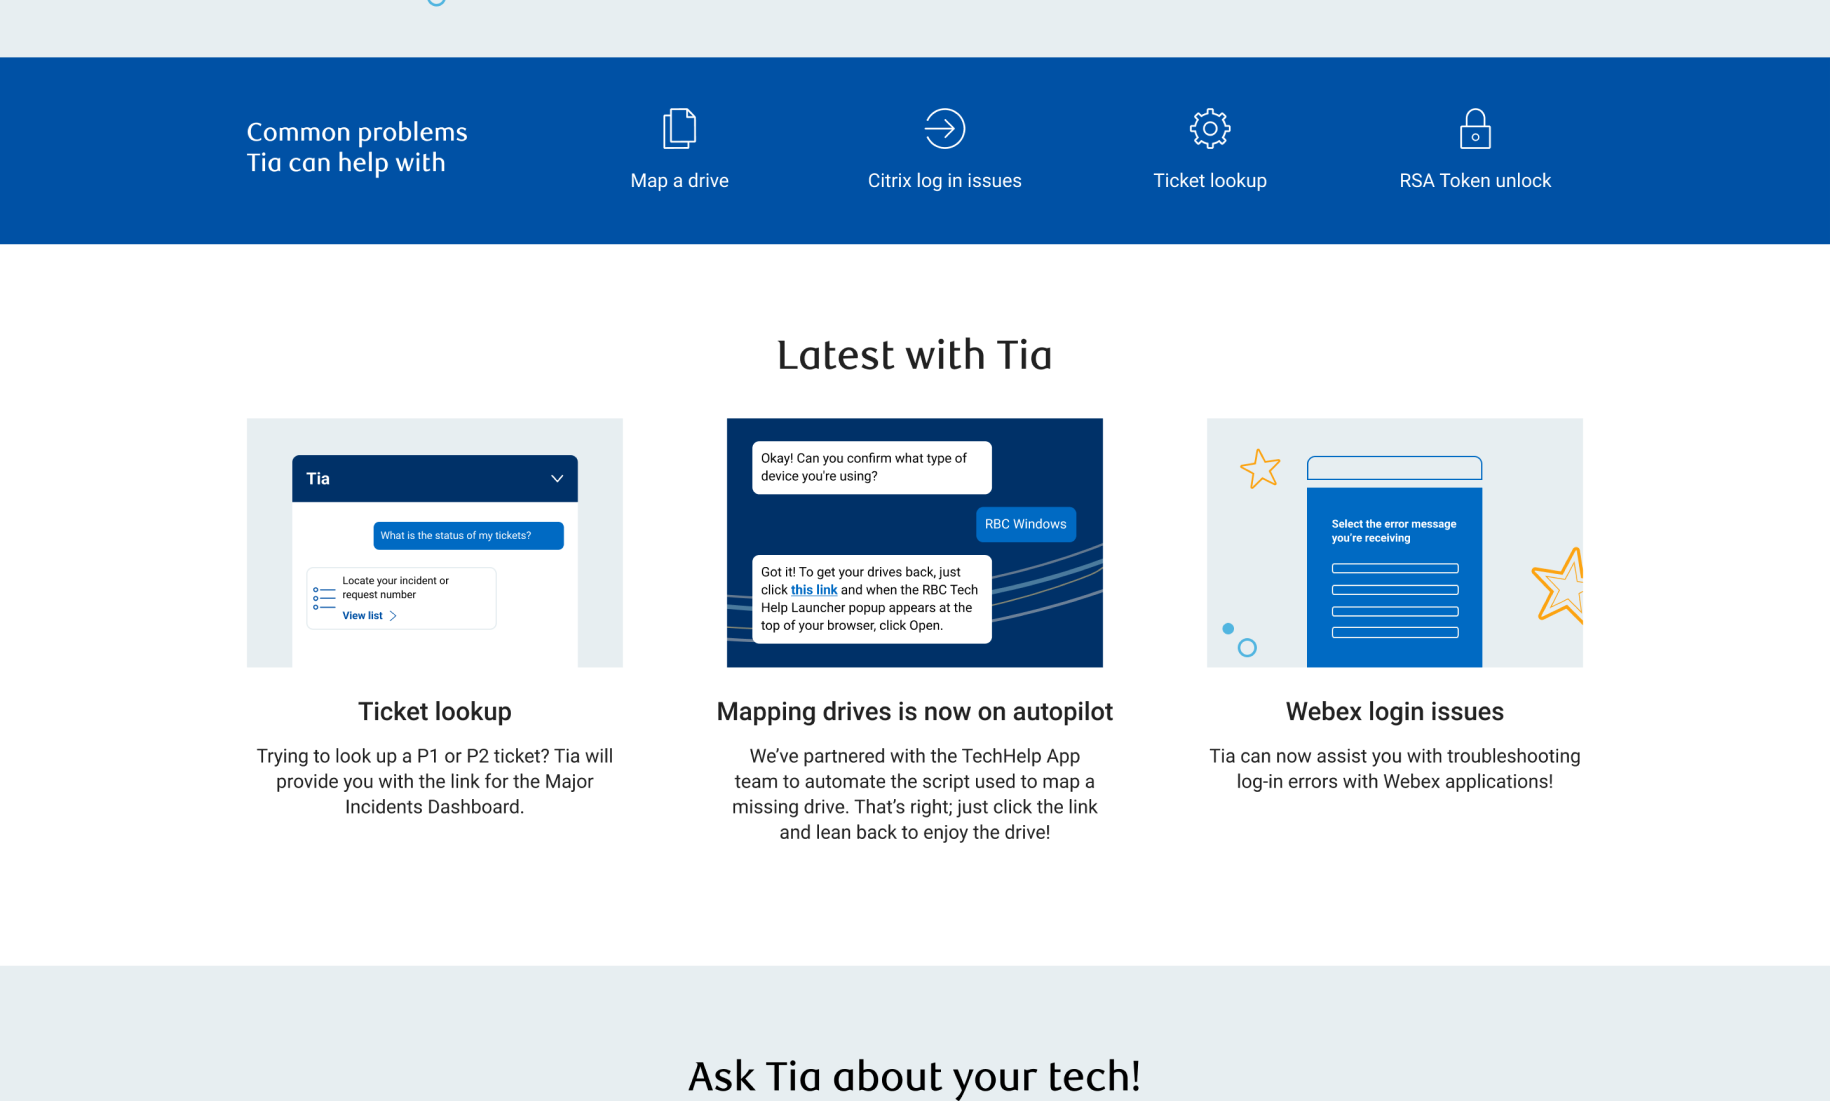 Common problems
Tia can help with
Map a drive
Citrix log in issues
Ticket lookup
RSA Token unlock
Latest with Tia
Tia
What is the status of my tickets?
Locate your incident or
request number
View list
Okay! Can you confirm what type of
device you're using?
RBC Windows
Got it! To get your drives back, just
click this link and when the RBC Tech
Help Launcher popup appears at the
top of your browser, click Open.
Select the error message
you're receiving
Ticket lookup
Trying to look up a P1 or P2 ticket? Tia will
provide you with the link for the Major
Incidents Dashboard.
Mapping drives is now on autopilot
We’ve partnered with the TechHelp App
team to automate the script used to map a
missing drive. That’s right; just click the link
and lean back to enjoy the drive!
Webex login issues
Tia can now assist you with troubleshooting
log-in errors with Webex applications!
Ask Tia about your tech!